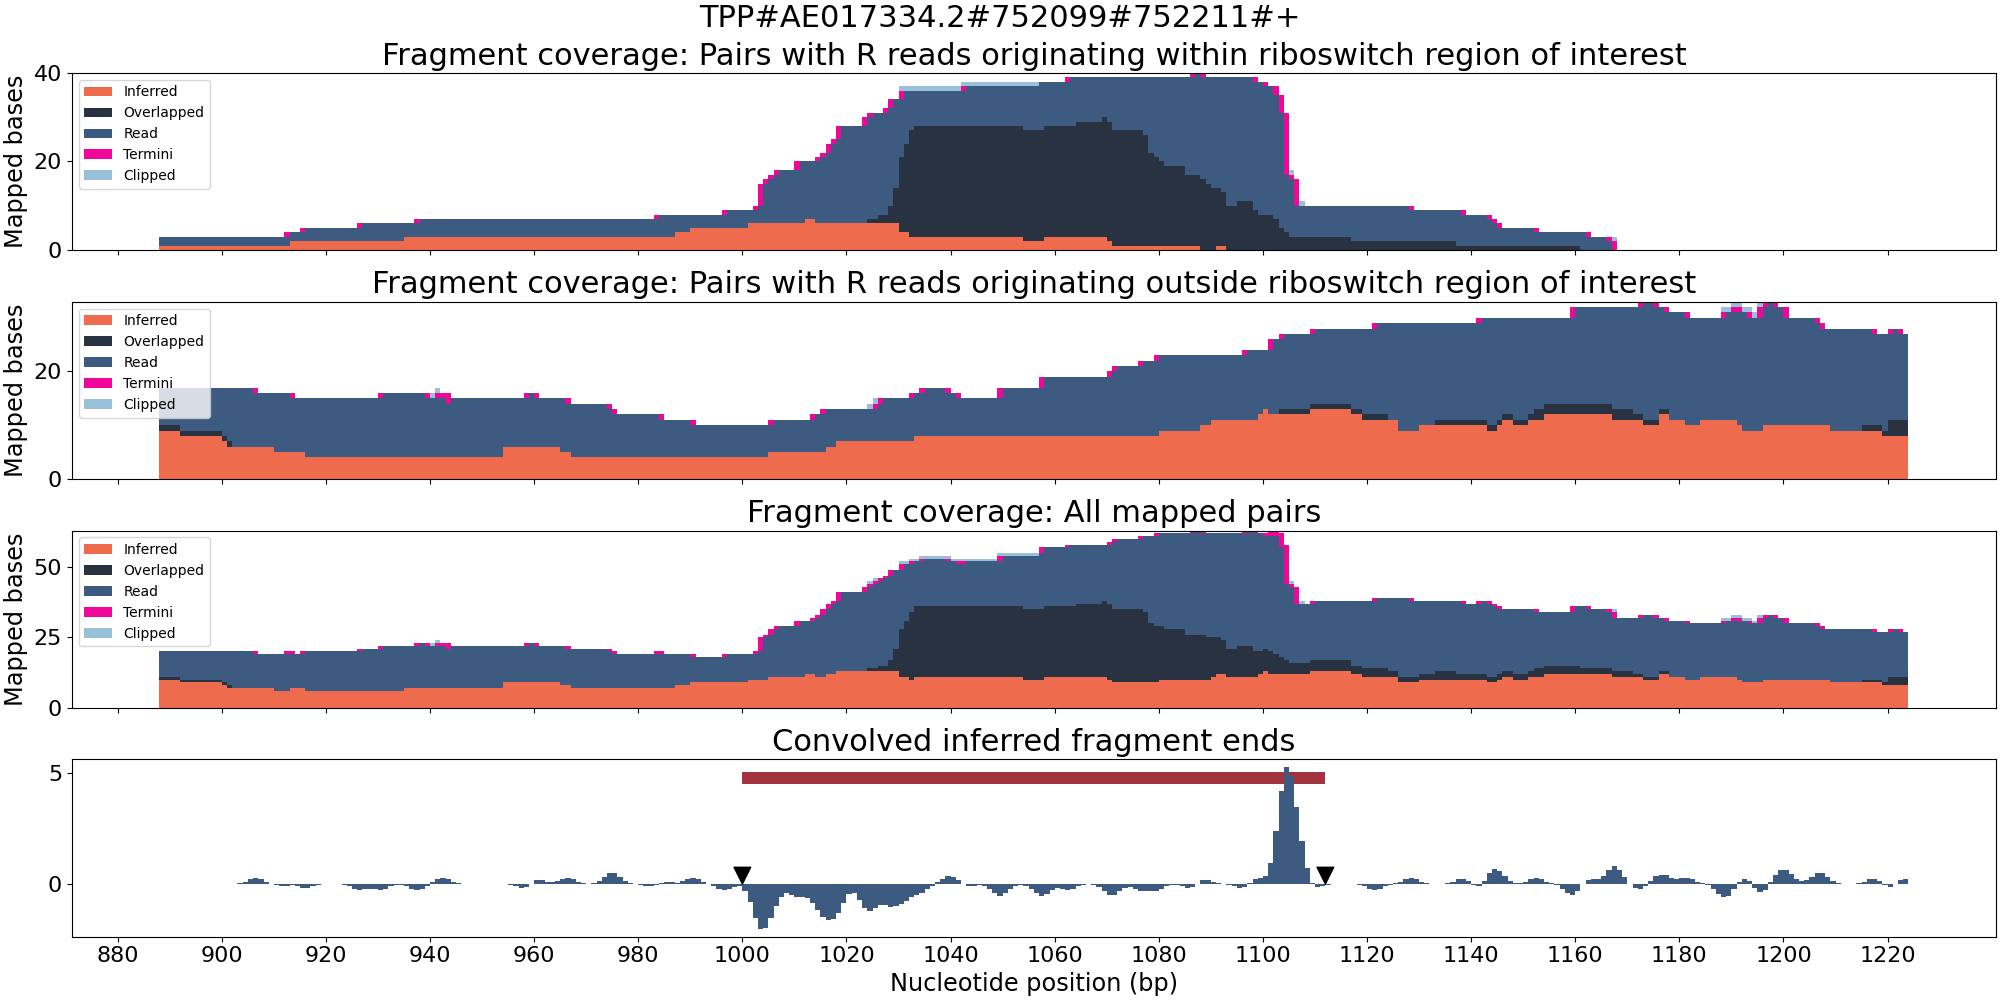 TPP#AE017334.2#752099#752211#+
Fragment coverage: Pairs with R reads originating within riboswitch region of interest
Mapped bases
40
20
0
Inferred
Overlapped
Read
Termini
Clipped
Fragment coverage: Pairs with R reads originating outside riboswitch region of interest
Mapped bases
20
0
Inferred
Overlapped
Read
Termini
Clipped
Fragment coverage: All mapped pairs
Mapped bases
50
25
0
Inferred
Overlapped
Read
Termini
Clipped
Convolved inferred fragment ends
5
0
880 900 920 940 960 980 1000 1020 1040 1060 1080 1100 1120 1140 1160 1180 1200 1220
Nucleotide position (bp)